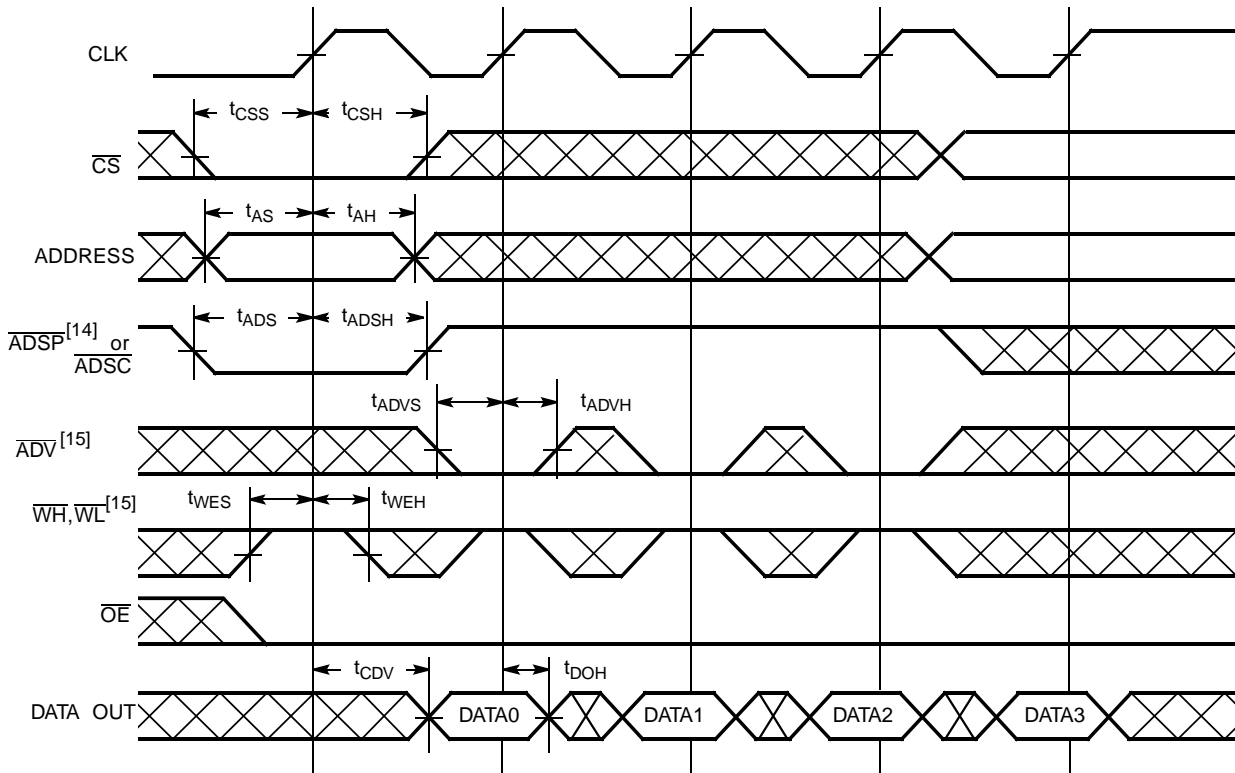 CLK
tCSS
tCSH
CS
tAS
tAH
ADDRESS
tADS
tADSH
ADSP[14] or
ADSC
tADVS
tADVH
ADV[15]
tWES
tWEH
WH,WL[15]
OE
tCDV
tDOH
DATA OUT
DATA0
DATA1
DATA2
DATA3